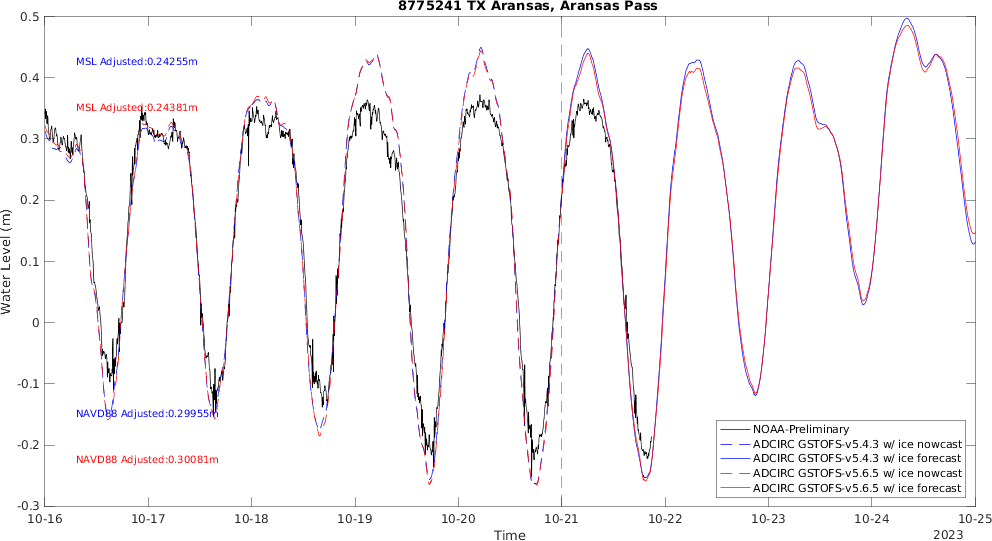 8775241 TX Aransas, Aransas Pass
0.5
0.4
0.3
0.2
0.1
0
-0.1
-0.2
-0.3
Water Level (m)
MSL Adjusted:0.24255m
MSL Adjusted:0.24381m
NAVD88 Adjusted:0.29955m
NAVD88 Adjusted:0.30081m
NOAA-Preliminary
ADCIRC GSTOFS-v5.4.3 w/ ice nowcast
ADCIRC GSTOFS-v5.4.3 w/ ice forecast
ADCIRC GSTOFS-v5.6.5 w/ ice nowcast
ADCIRC GSTOFS-v5.6.5 w/ ice forecast
10-16 10-17 10-18 10-19 10-20 10-21 10-22 10-23 10-24 10-25
Time
2023